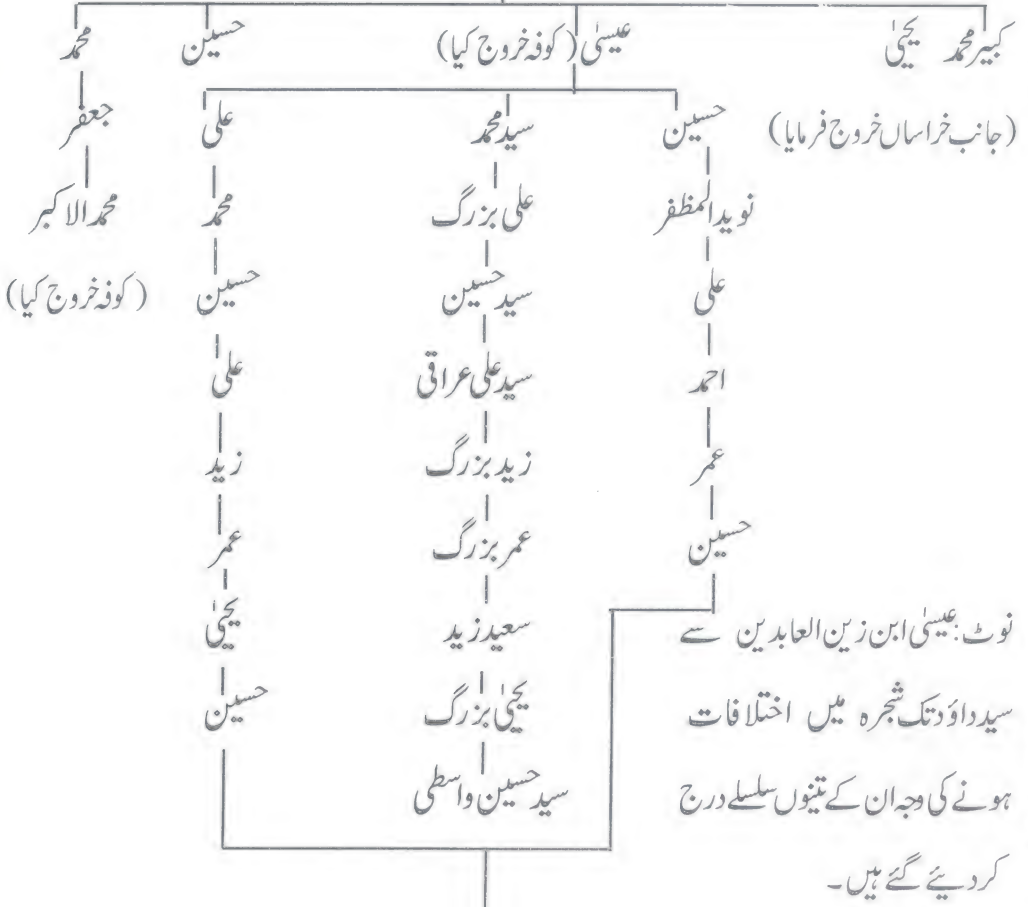 کبیر محمد یحییٰ عیسیٰ (کوفہ خروج کیا) حسین محمد
(جانب خراساں خروج فرمایا) حسین سید محمد علی جعفر
نوید المظفر علی بزرگ محمد محمد الاکبر
علی سید حسین حسین (کوفہ خروج کیا)
احمد سید علی عراقی علی
عمر زید بزرگ زید
حسین عمر بزرگ عمر
نوٹ: عیسیٰ ابن زین العابدین سے سعید زید یحییٰ
سید داؤد تک شجرہ میں اختلافات یحییٰ بزرگ حسین
ہونے کی وجہ ان کے تینوں سلسلے درج سید حسین واسطی
کردیئے گئے ہیں۔